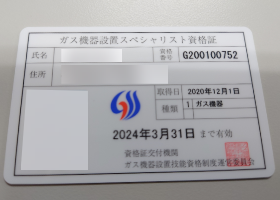 ガス機器設置スペシャリスト資格証
氏名
資格番号 G200100752
住所
取得日 2020年12月1日
種類 1 ガス機器
2024年3月31日 まで有効
資格証交付機関
ガス機器設置技能資格制度運営委員会